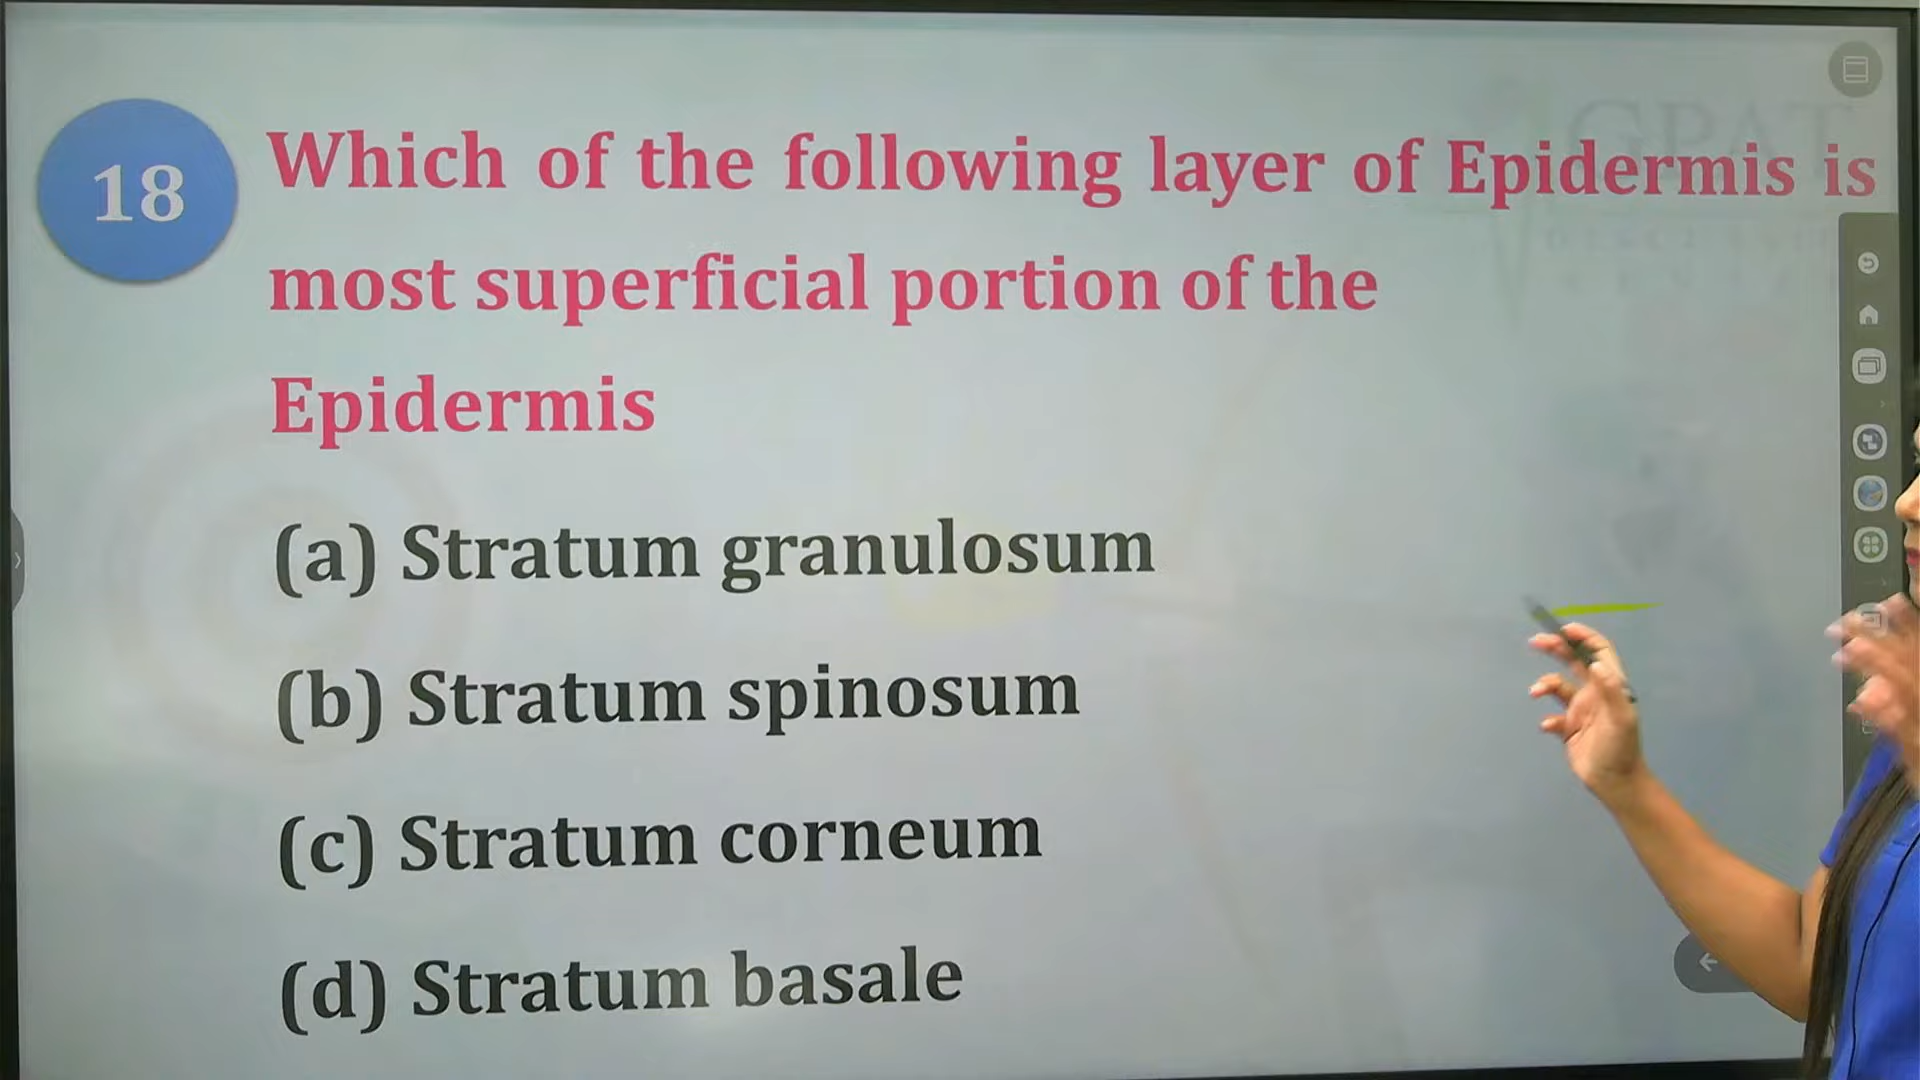 18
Which of the following layer of Epidermis is
most superficial portion of the
Epidermis
(a) Stratum granulosum
(b) Stratum spinosum
(c) Stratum corneum
(d) Stratum basale
GPAT